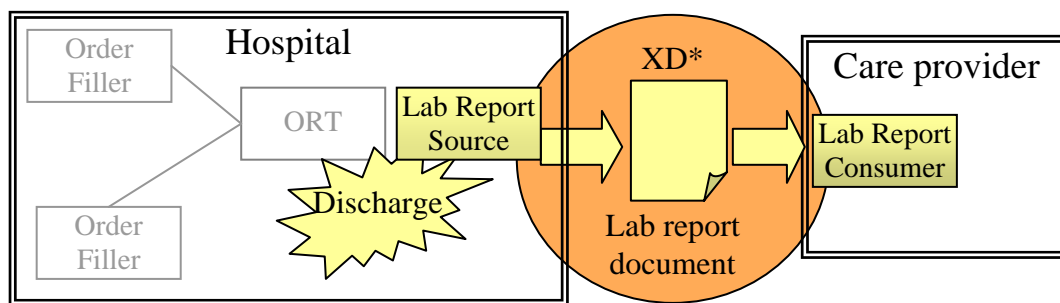 Hospital
Order
Filler
ORT
Order
Filler
Lab Report
Source
Discharge
XD*
Lab report
document
Care provider
Lab Report
Consumer